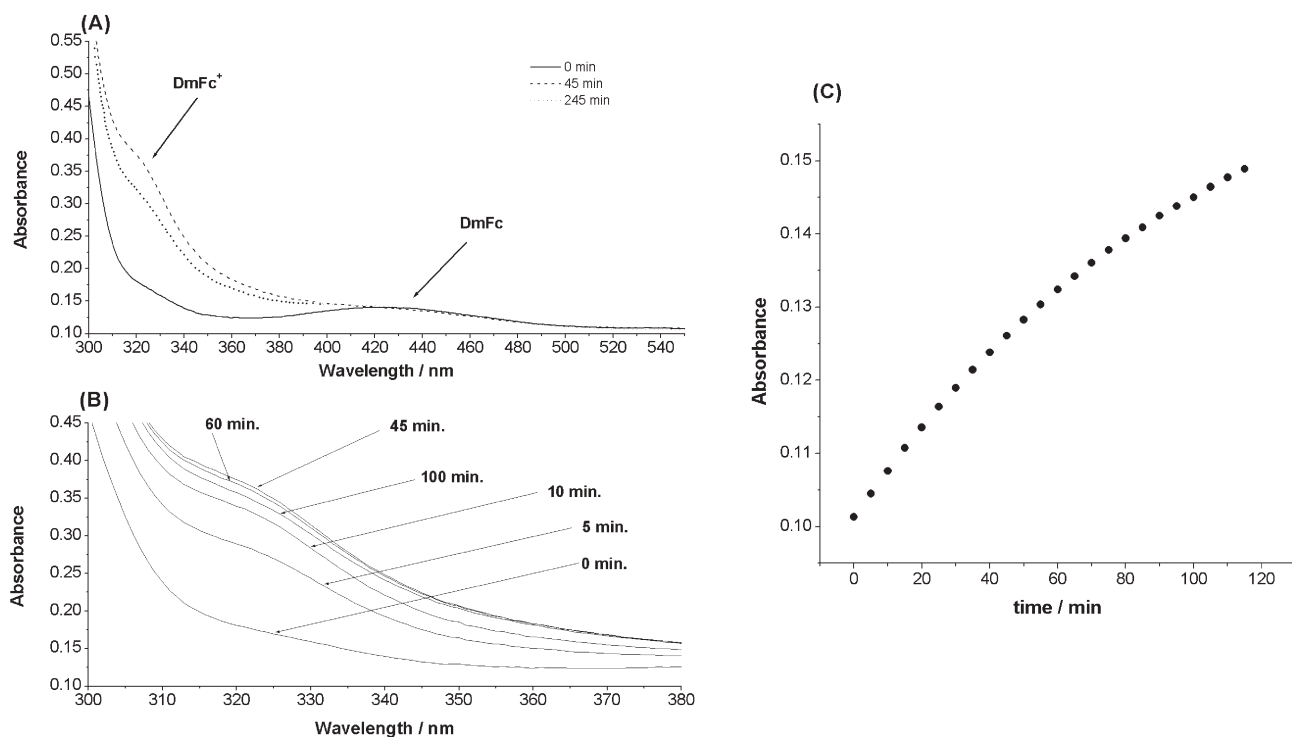 (A)
0.55
0.50
0.45
0.40
0.35
0.30
0.25
0.20
0.15
0.10
Absorbance
DmFc+
DmFc
0 min
45 min
245 min
300 320 340 360 380 400 420 440 460 480 500 520 540
Wavelength / nm
(B)
0.45
0.40
0.35
0.30
0.25
0.20
0.15
0.10
Absorbance
60 min.
45 min.
100 min.
10 min.
5 min.
0 min.
300 310 320 330 340 350 360 370 380
Wavelength / nm
(C)
0.15
0.14
0.13
0.12
0.11
0.10
Absorbance
0 20 40 60 80 100 120
time / min